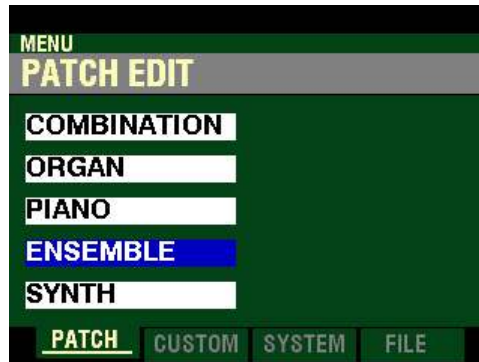 MENU
PATCH EDIT
COMBINATION
ORGAN
PIANO
ENSEMBLE
SYNTH
PATCH CUSTOM SYSTEM FILE